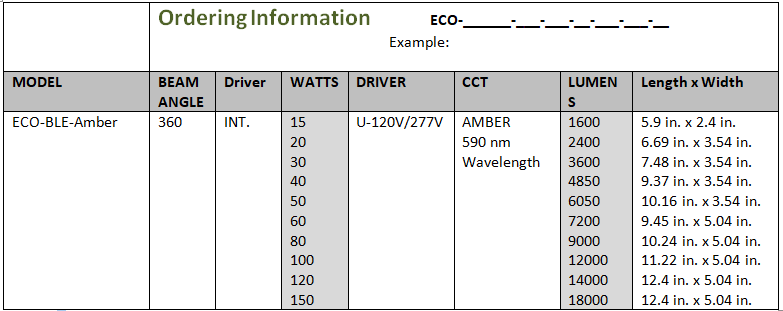 Ordering Information ECO-_______-___-___-__-___-___-__
Example:
MODEL BEAM ANGLE Driver WATTS DRIVER CCT LUMENS Length x Width
ECO-BLE-Amber 360 INT. 15 U-120V/277V AMBER 1600 5.9 in. x 2.4 in.
20 590 nm 2400 6.69 in. x 3.54 in.
30 Wavelength 3600 7.48 in. x 3.54 in.
40 4850 9.37 in. x 3.54 in.
50 6050 10.16 in. x 3.54 in.
60 7200 9.45 in. x 5.04 in.
80 9000 10.24 in. x 5.04 in.
100 12000 11.22 in. x 5.04 in.
120 14000 12.4 in. x 5.04 in.
150 18000 12.4 in. x 5.04 in.